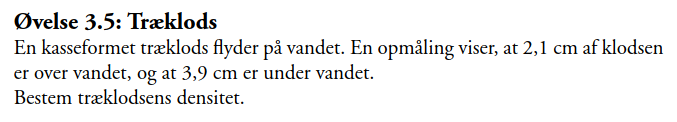 Øvelse 3.5: Træklods
En kasseformet træklods flyder på vandet. En opmåling viser, at 2,1 cm af klodsen
er over vandet, og at 3,9 cm er under vandet.
Bestem træklodsens densitet.